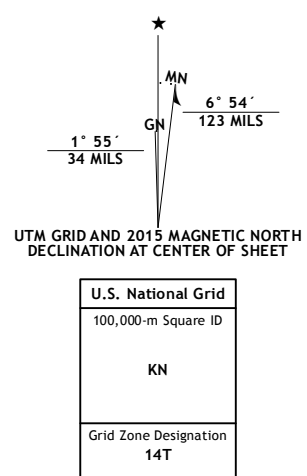 ★
MN
GN
6° 54´
123 MILS
1° 55´
34 MILS
UTM GRID AND 2015 MAGNETIC NORTH
DECLINATION AT CENTER OF SHEET
U.S. National Grid
100,000-m Square ID
KN
Grid Zone Designation
14T